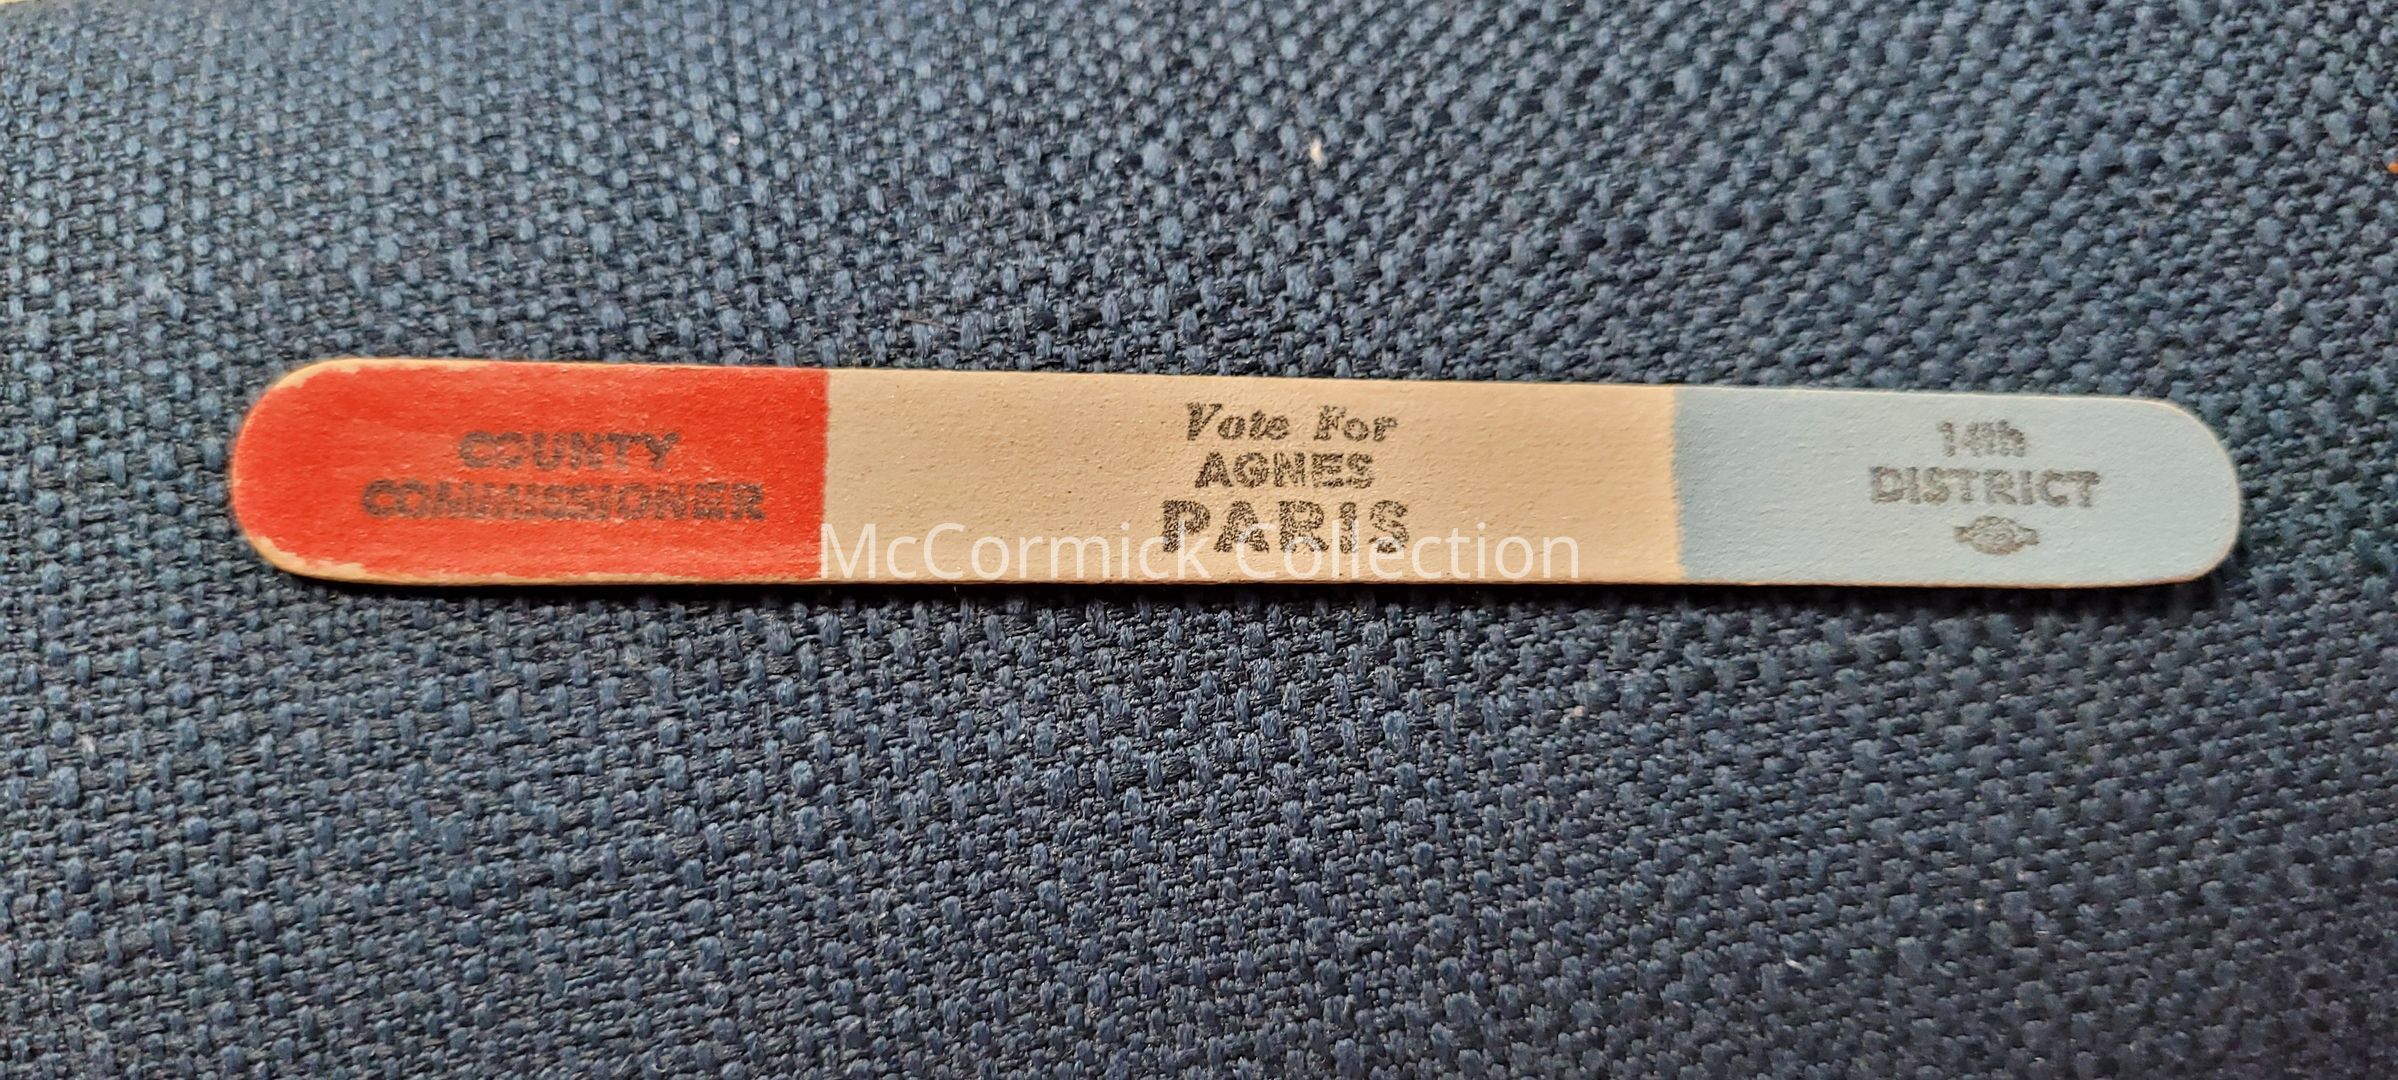 COUNTY
COMMISSIONER
Vote For
AGNES
PARIS
14th
DISTRICT
McCormick Collection